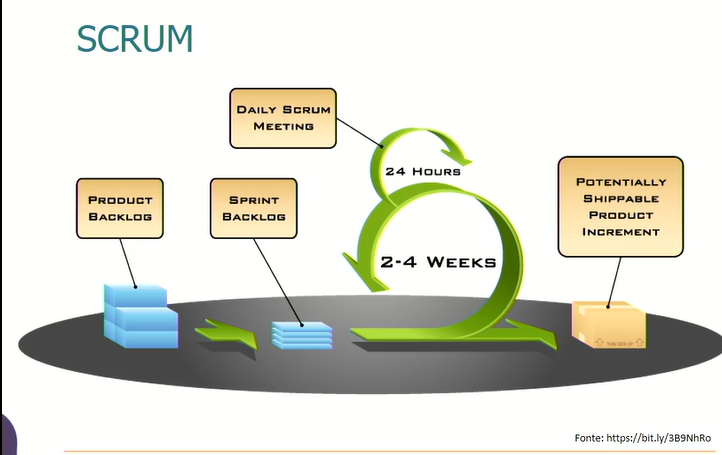 SCRUM
DAILY SCRUM
MEETING
24 HOURS
PRODUCT
BACKLOG
SPRINT
BACKLOG
POTENTIALLY
SHIPPABLE
PRODUCT
INCREMENT
2-4 WEEKS
THIS SIDE UP
Fonte: https://bit.ly/3B9NhRo